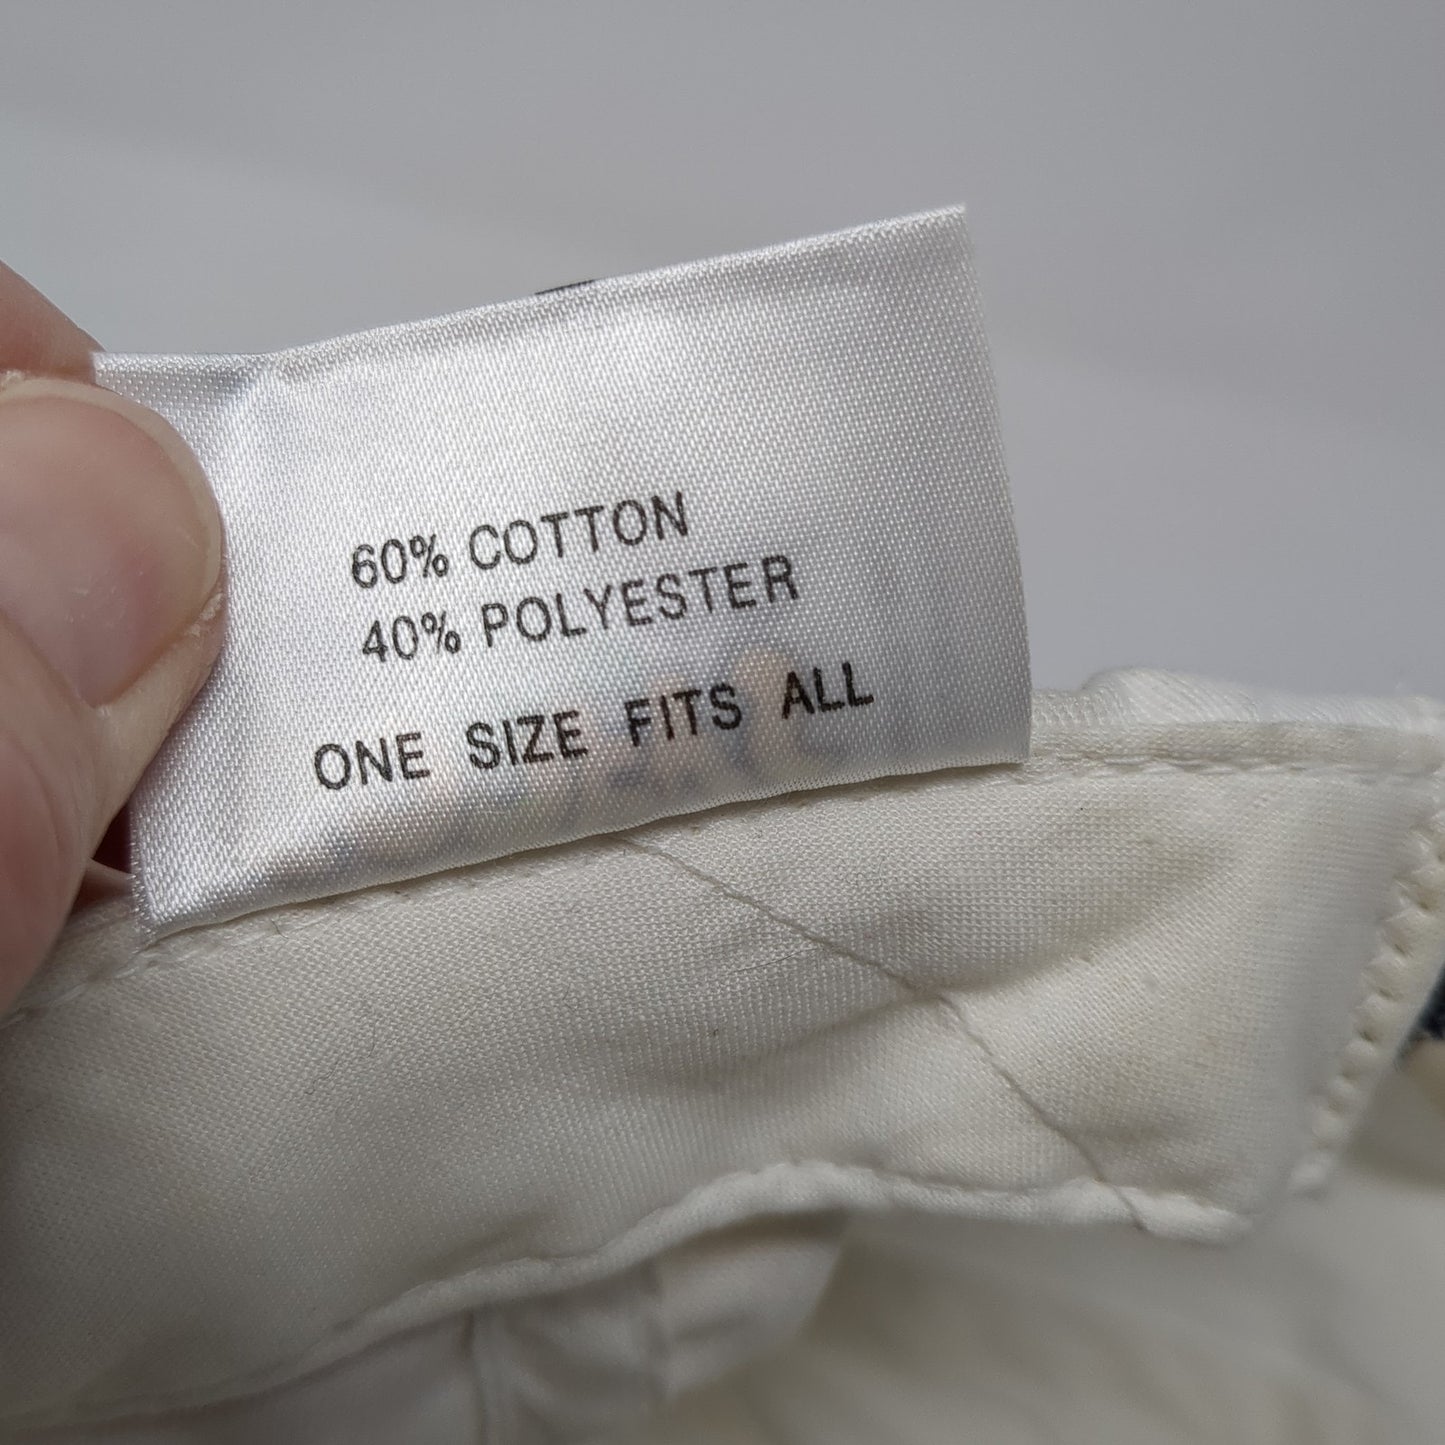 60% COTTON
40% POLYESTER
ONE SIZE FITS ALL